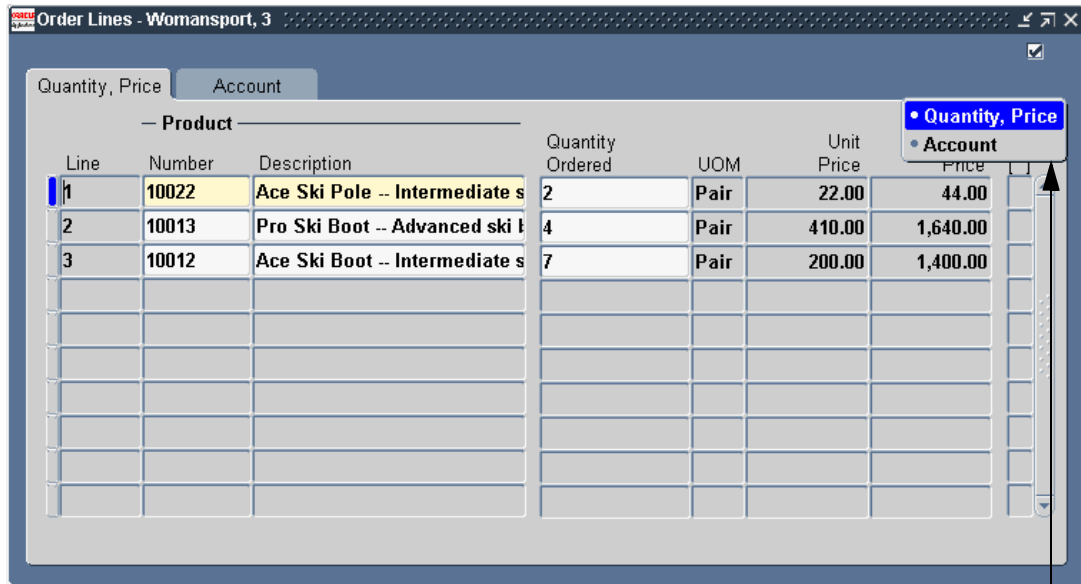 Order Lines - Womansport, 3
Quantity, Price
Account
• Quantity, Price
• Account
Product
Line Number Description Quantity Ordered UOM Unit Price Price [ ]
1 10022 Ace Ski Pole -- Intermediate s 2 Pair 22.00 44.00
2 10013 Pro Ski Boot -- Advanced ski 4 Pair 410.00 1,640.00
3 10012 Ace Ski Boot -- Intermediate s 7 Pair 200.00 1,400.00